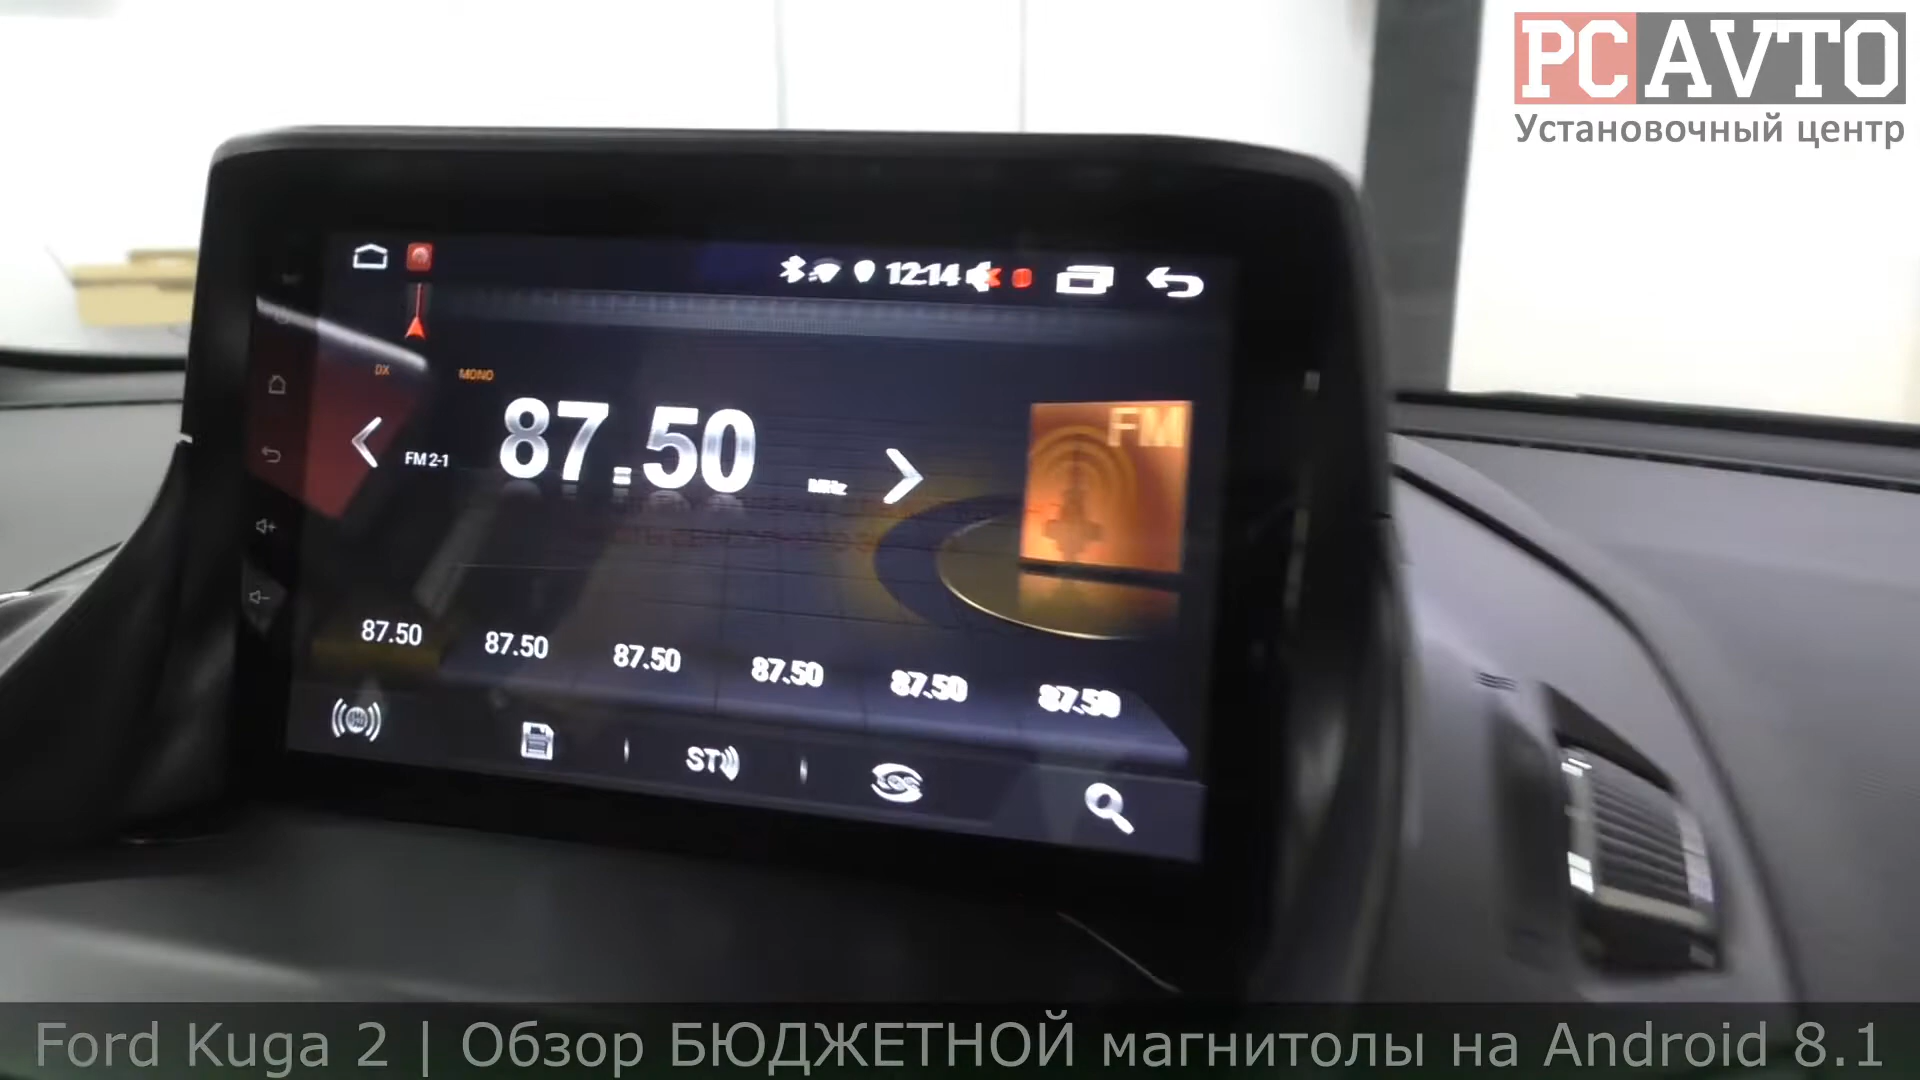 PC AVTO
Установочный центр
12:14
DX
MONO
FM
87.50
FM 2-1
MHz
87.50
87.50
87.50
87.50
87.50
87.50
ST
LOC
Ford Kuga 2 | Обзор БЮДЖЕТНОЙ магнитолы на Android 8.1